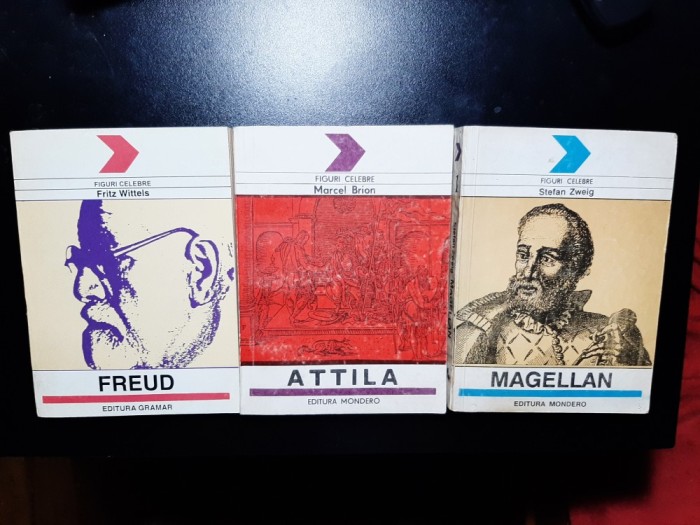 FIGURI CELEBRE
Fritz Wittels
FREUD
EDITURA GRAMAR
FIGURI CELEBRE
Marcel Brion
ATTILA
EDITURA MONDERO
FIGURI CELEBRE
Stefan Zweig
MAGELLAN
EDITURA MONDERO